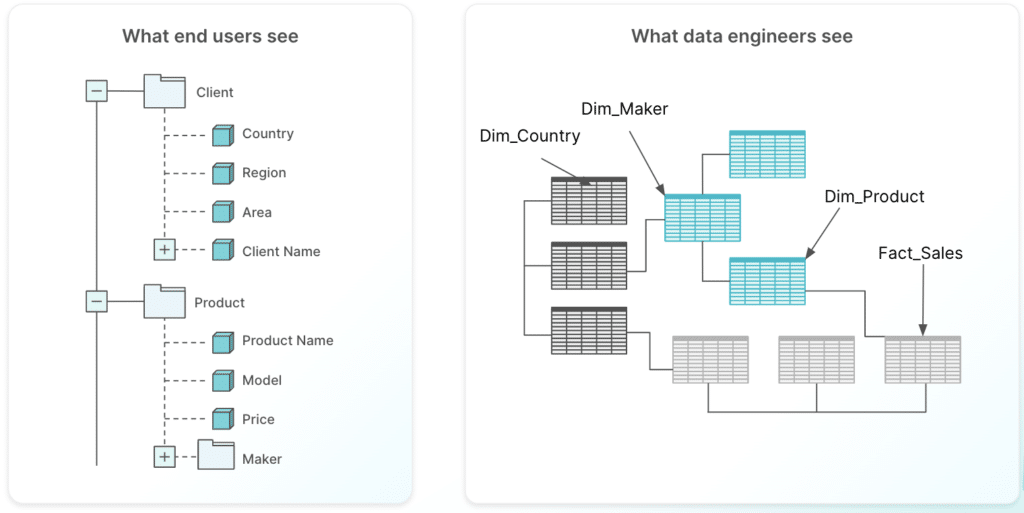 What end users see
Client
Country
Region
Area
Client Name
Product
Product Name
Model
Price
Maker
What data engineers see
Dim_Maker
Dim_Country
Dim_Product
Fact_Sales